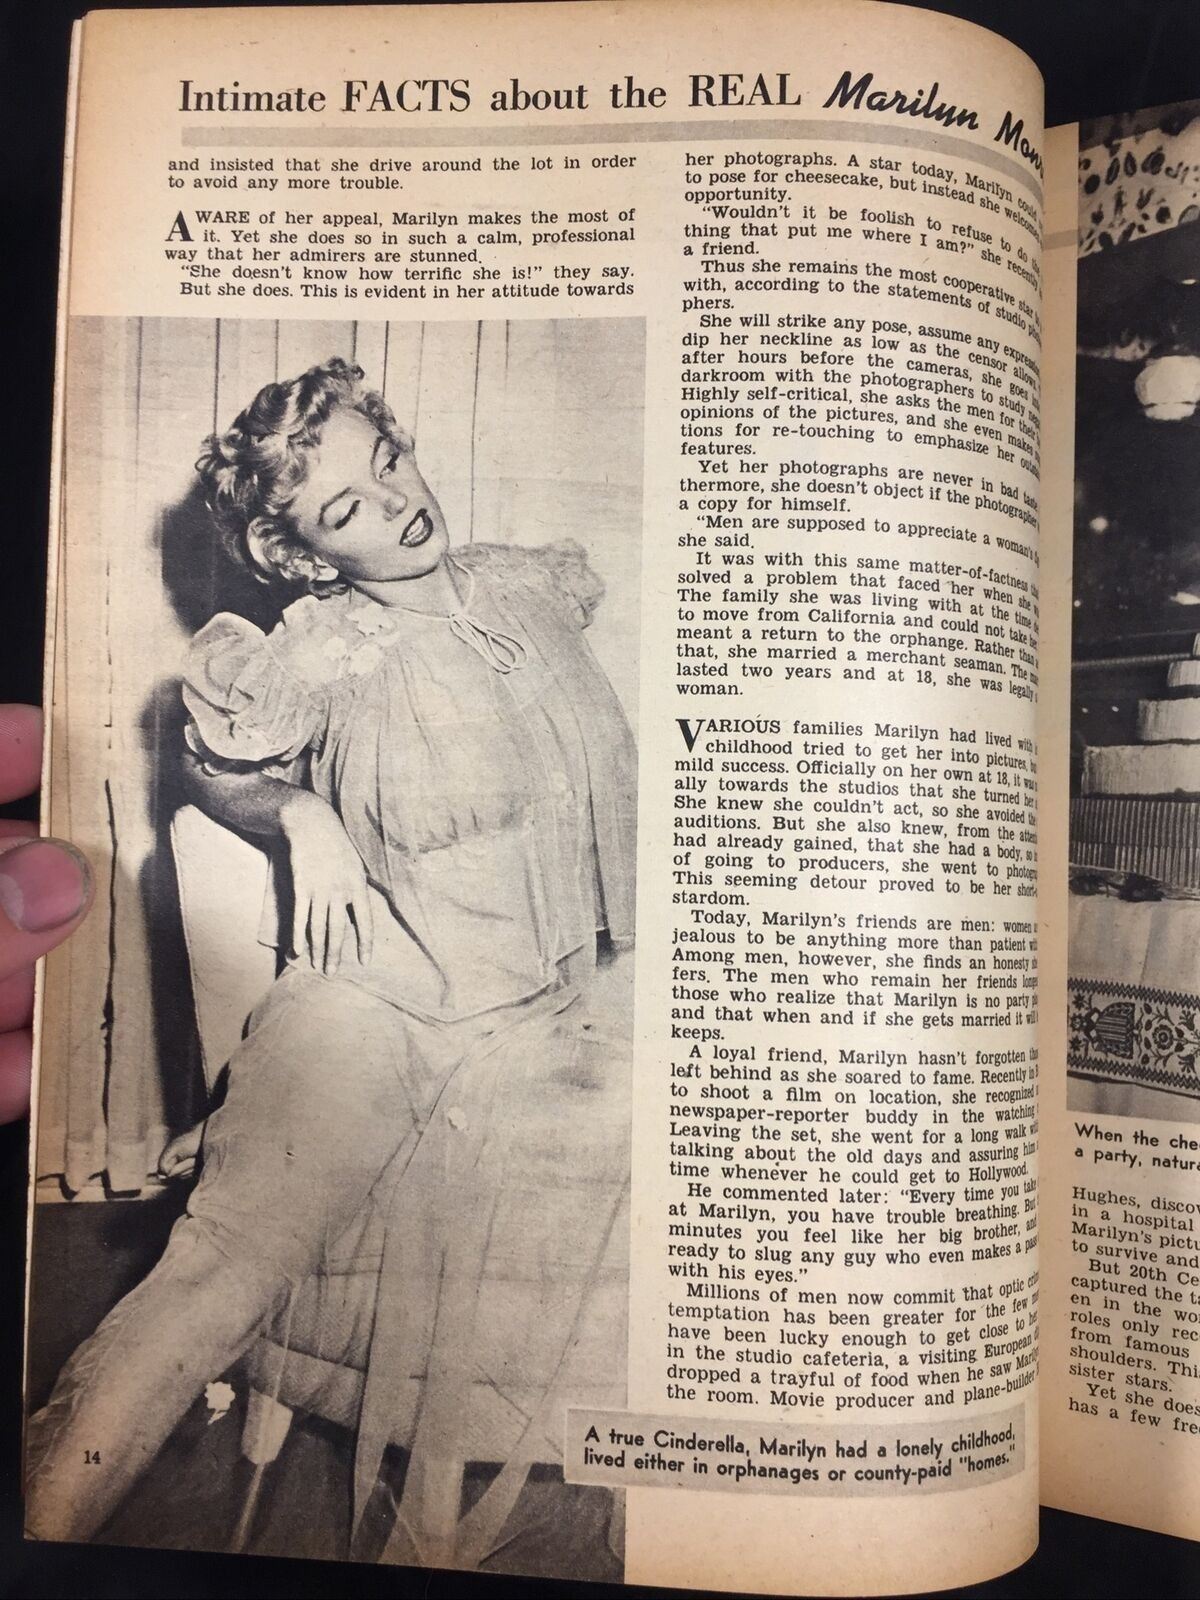 Intimate FACTS about the REAL Marilyn
and insisted that she drive around the lot in order
to avoid any more trouble.
AWARE of her appeal, Marilyn makes the most of
it. Yet she does so in such a calm, professional
way that her admirers are stunned.
"She doesn't know how terrific she is!" they say.
But she does. This is evident in her attitude towards
her photographs. A star today, Marilyn could
to pose for cheesecake, but instead she welcomes
opportunity.
"Wouldn't it be foolish to refuse to do the
thing that put me where I am?" she recently
a friend.
Thus she remains the most cooperative star
with, according to the statements of studio
phers.
She will strike any pose, assume any
dip her neckline as low as the censor allows,
after hours before the cameras, she goes
darkroom with the photographers to study
Highly self-critical, she asks the men for their
opinions of the pictures, and she even makes
tions for re-touching to emphasize her
features.
Yet her photographs are never in bad taste.
thermore, she doesn't object if the photographer
a copy for himself.
"Men are supposed to appreciate a woman's
she said.
It was with this same matter-of-factness
solved a problem that faced her when she
The family she was living with at the time
to move from California and could not take
meant a return to the orphange. Rather than
that, she married a merchant seaman. The
lasted two years and at 18, she was legally
woman.
VARIOUS families Marilyn had lived with
childhood tried to get her into pictures,
mild success. Officially on her own at 18, it was
ally towards the studios that she turned her
She knew she couldn't act, so she avoided the
auditions. But she also knew, from the
had already gained, that she had a body, so
of going to producers, she went to
This seeming detour proved to be her
stardom.
Today, Marilyn's friends are men: women
jealous to be anything more than patient
Among men, however, she finds an honesty
fers. The men who remain her friends
those who realize that Marilyn is no party
and that when and if she gets married it will
keeps.
A loyal friend, Marilyn hasn't forgotten
left behind as she soared to fame. Recently in
to shoot a film on location, she recognized
newspaper-reporter buddy in the watching
Leaving the set, she went for a long walk
talking about the old days and assuring him
time whenever he could get to Hollywood.
He commented later: "Every time you take
at Marilyn, you have trouble breathing. But
minutes you feel like her big brother, and
ready to slug any guy who even makes a
with his eyes."
Millions of men now commit that optic
temptation has been greater for the few
have been lucky enough to get close to
in the studio cafeteria, a visiting European
dropped a trayful of food when he saw
the room. Movie producer and plane-builder
A true Cinderella, Marilyn had a lonely childhood,
lived either in orphanages or county-paid "homes."
14
When the
a party,
Hughes,
in a hospital
Marilyn's
to survive and
But 20th
captured the
en in the
roles only
from famous
shoulders.
sister stars.
Yet she does
has a few